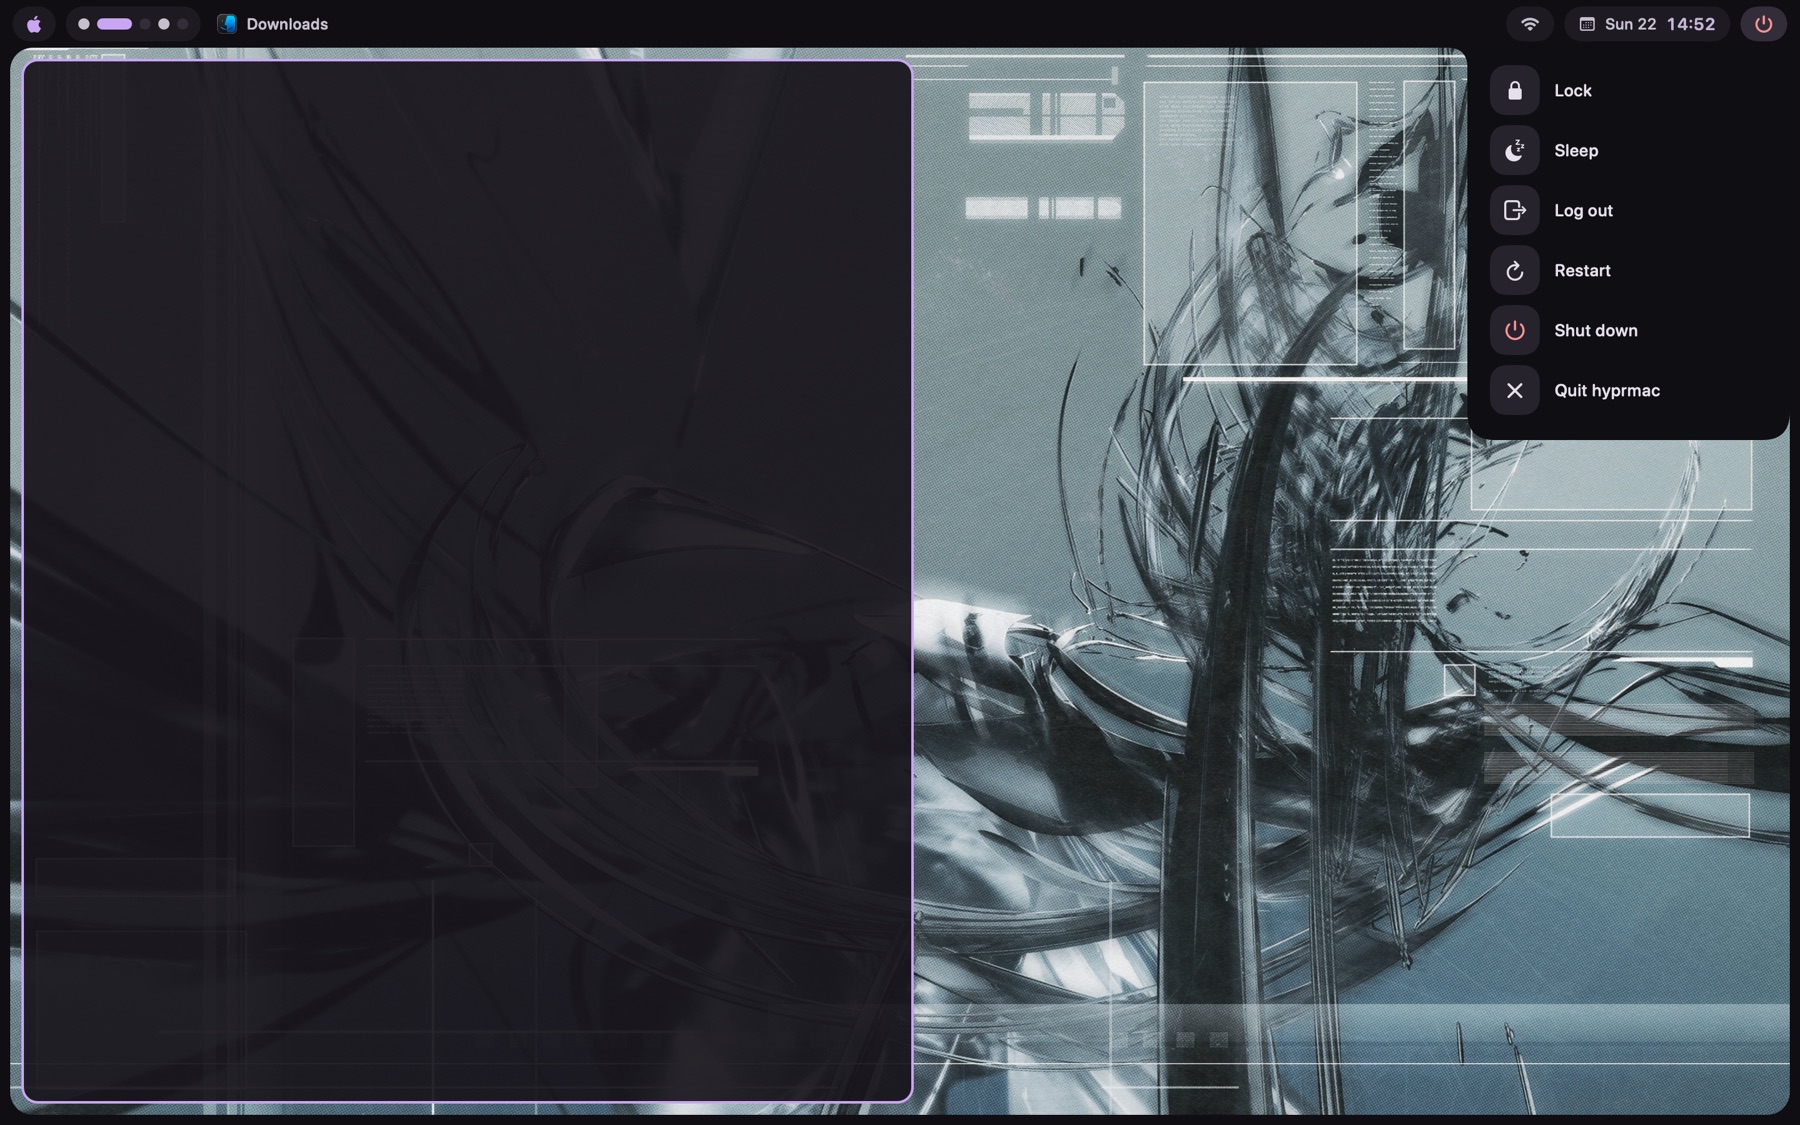 Downloads
Sun 22 14:52
Lock
Sleep
Log out
Restart
Shut down
Quit hyprmac